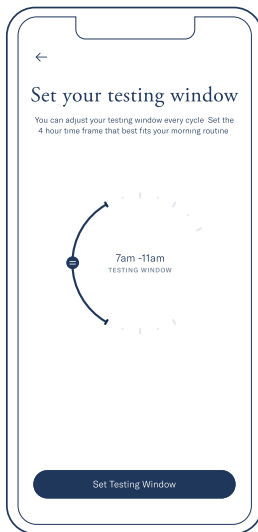 Set your testing window
You can adjust your testing window every cycle Set the
4 hour time frame that best fits your morning routine
7am -11am
TESTING WINDOW
Set Testing Window